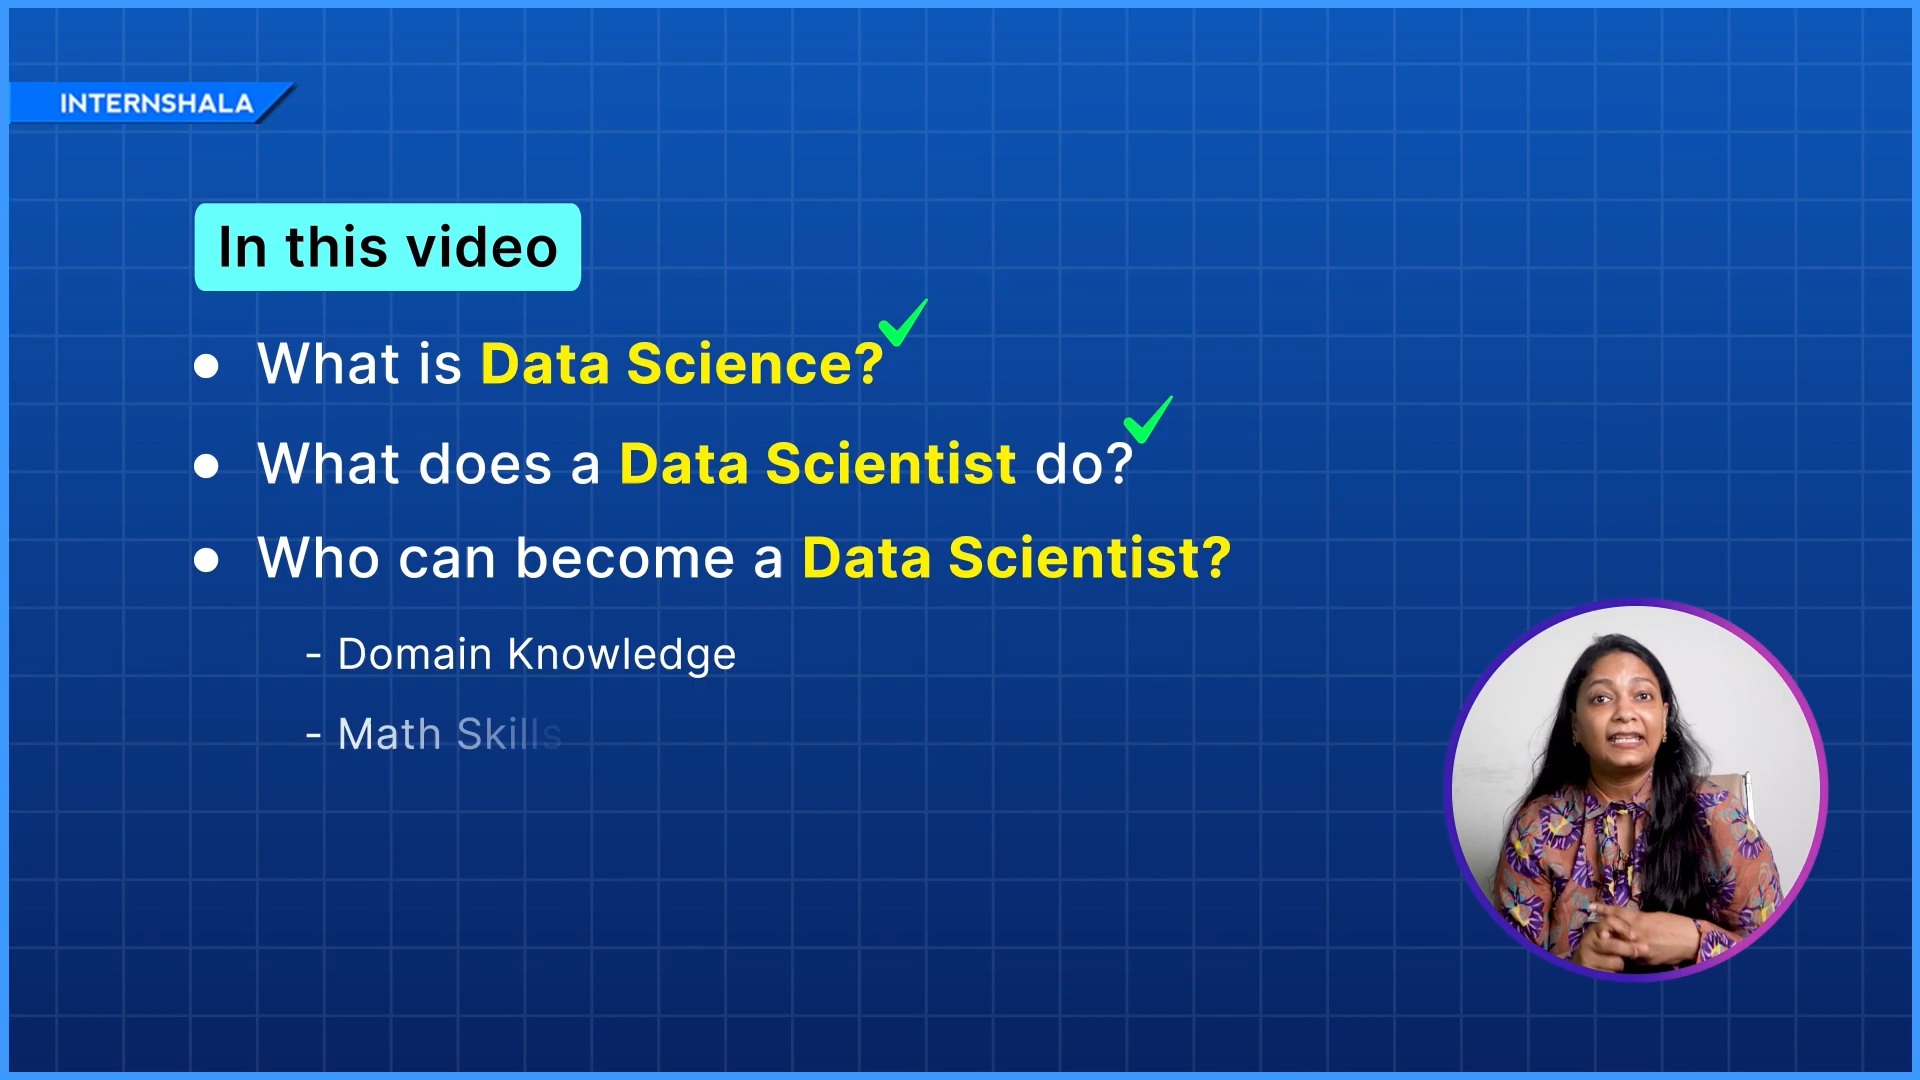 INTERNSHALA
In this video
● What is Data Science?
● What does a Data Scientist do?
● Who can become a Data Scientist?
- Domain Knowledge
- Math Skills